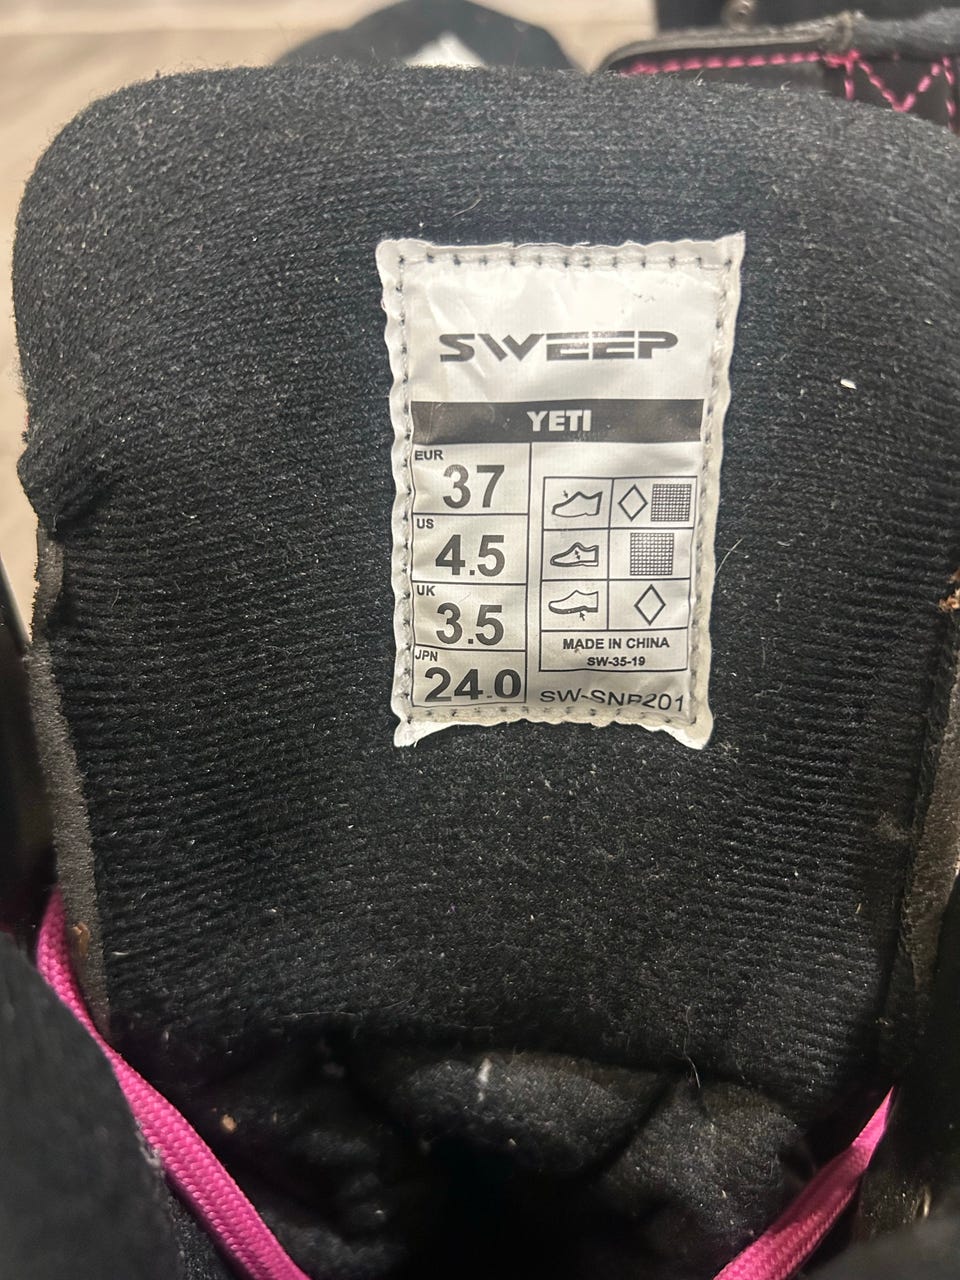 SWEEP
YETI
EUR
37
US
4.5
UK
3.5
JPN
24.0
MADE IN CHINA
SW-35-19
SW-SNB201